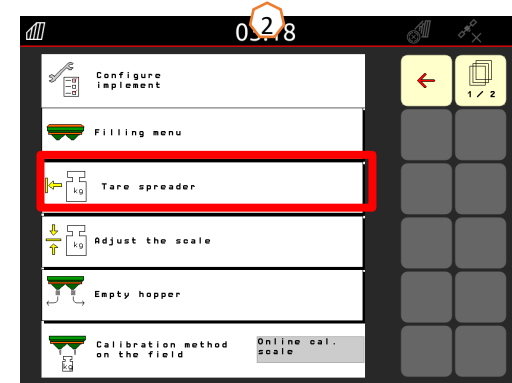 2
Configure
implement
1 / 2
Filling menu
kg
Tare spreader
kg
Adjust the scale
Empty hopper
Calibration method
on the field
Online cal.
scale
kg